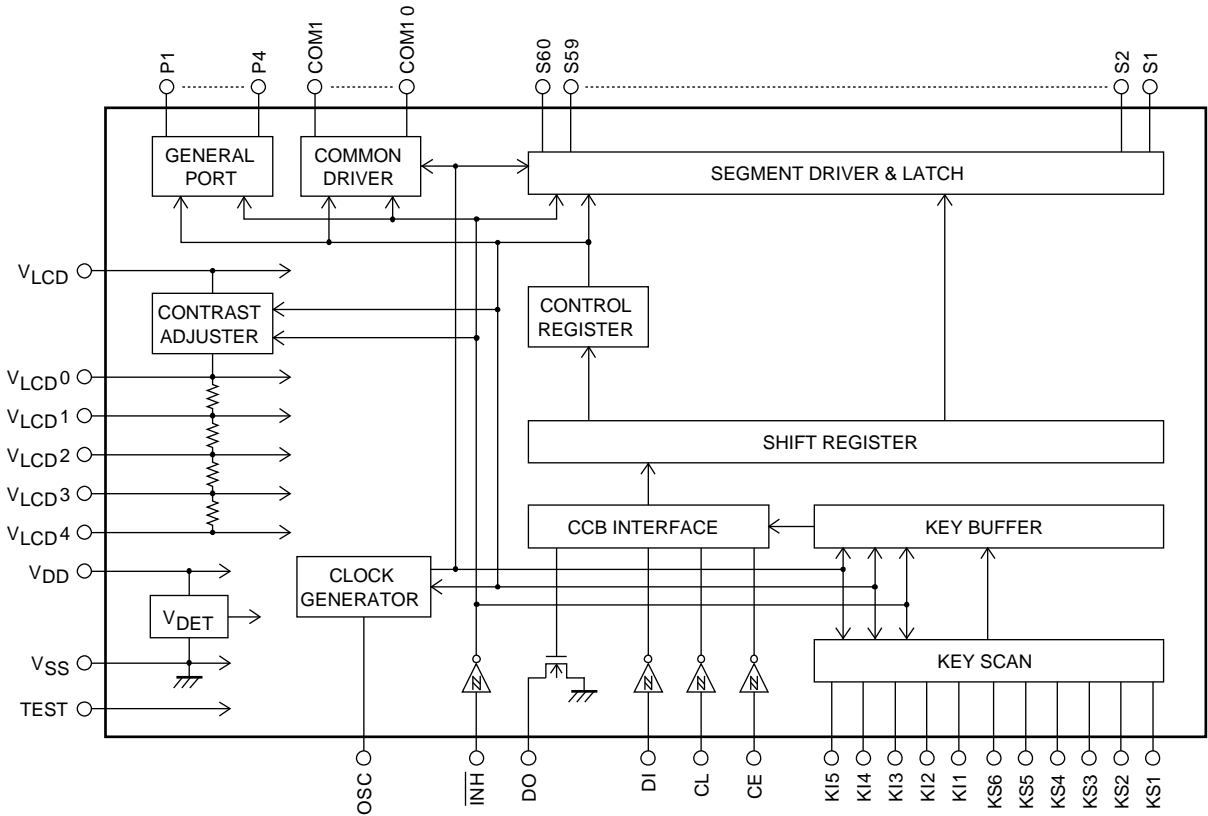 P1
P4
COM1
COM10
S60
S59
S2
S1
GENERAL
PORT
COMMON
DRIVER
SEGMENT DRIVER & LATCH
VLCD
CONTRAST
ADJUSTER
CONTROL
REGISTER
VLCD0
VLCD1
VLCD2
VLCD3
VLCD4
SHIFT REGISTER
CCB INTERFACE
KEY BUFFER
VDD
CLOCK
GENERATOR
VDET
VSS
KEY SCAN
TEST
OSC
INH
DO
DI
CL
CE
KI5
KI4
KI3
KI2
KI1
KS6
KS5
KS4
KS3
KS2
KS1